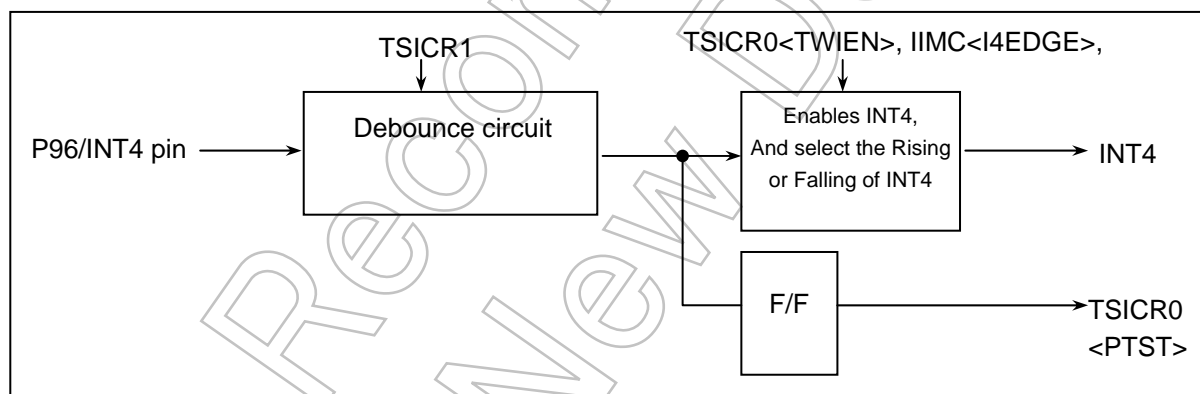 TSICR1
TSICR0<TWIEN>, IIMC<I4EDGE>,
P96/INT4 pin
Debounce circuit
Enables INT4,
And select the Rising
or Falling of INT4
INT4
F/F
TSICR0
<PTST>